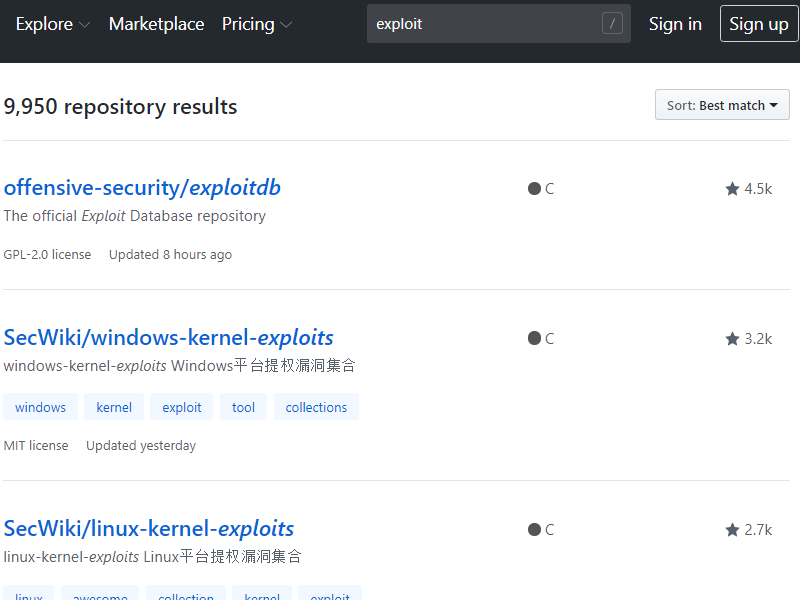 Explore Marketplace Pricing exploit / Sign in Sign up
9,950 repository results Sort: Best match
offensive-security/exploitdb C 4.5k
The official Exploit Database repository
GPL-2.0 license Updated 8 hours ago
SecWiki/windows-kernel-exploits C 3.2k
windows-kernel-exploits Windows平台提权漏洞集合
windows kernel exploit tool collections
MIT license Updated yesterday
SecWiki/linux-kernel-exploits C 2.7k
linux-kernel-exploits Linux平台提权漏洞集合
linux awesome collection kernel exploit